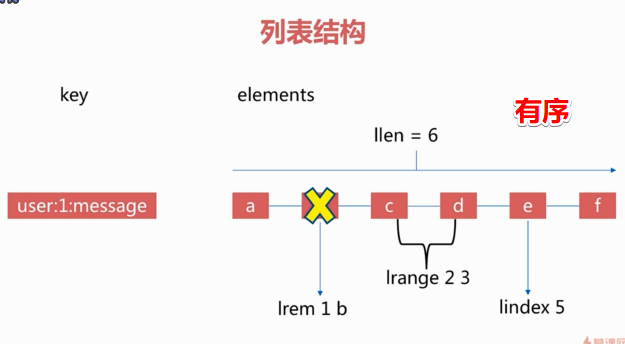 列表结构
key
elements
有序
llen = 6
user:1:message
a
c
d
e
f
lrange 2 3
lrem 1 b
lindex 5